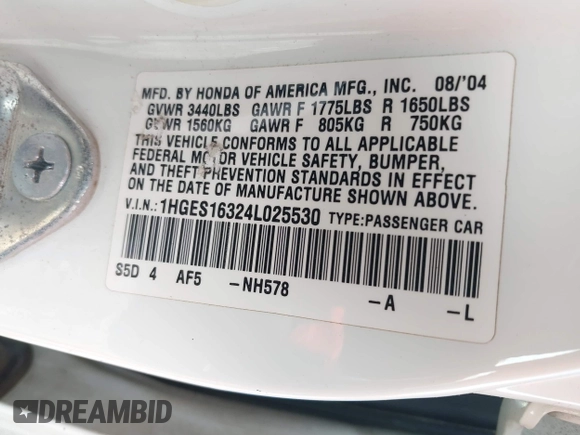 MFD. BY HONDA OF AMERICA MFG., INC. 08/'04
GVWR 3440LBS GAWR F 1775LBS R 1650LBS
GVWR 1560KG GAWR F 805KG R 750KG
THIS VEHICLE CONFORMS TO ALL APPLICABLE
FEDERAL MOTOR VEHICLE SAFETY, BUMPER,
AND THEFT PREVENTION STANDARDS IN EFFECT
ON THE DATE OF MANUFACTURE SHOWN ABOVE.
V.I.N.: 1HGES16324L025530 TYPE:PASSENGER CAR
S5D 4 AF5 -NH578 -A -L
DREAMBID